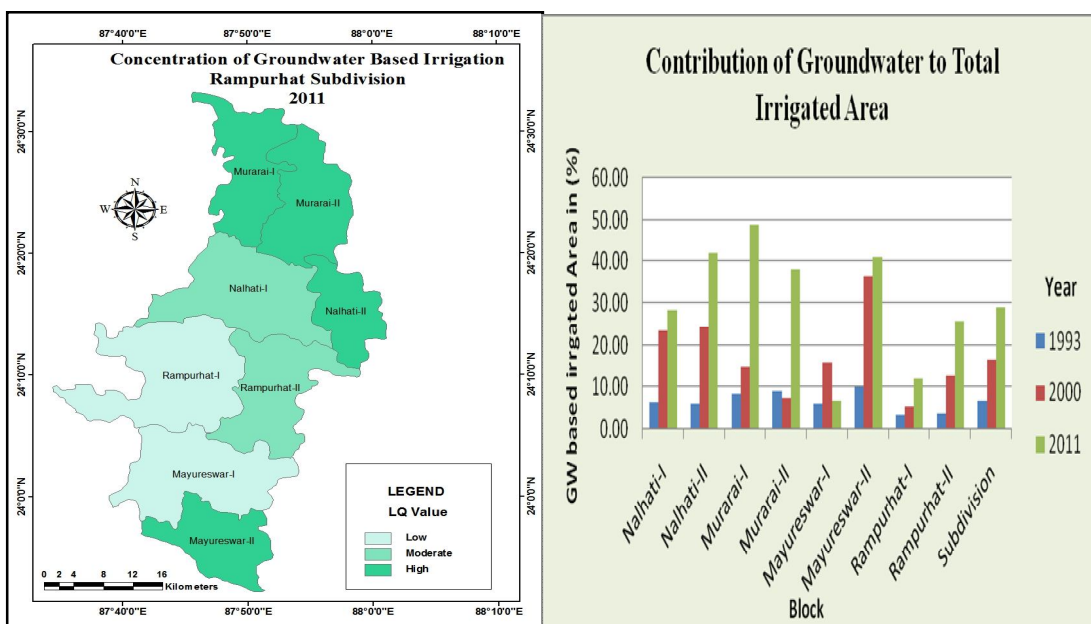 87°40'0"E 87°50'0"E 88°0'0"E 88°10'0"E
Concentration of Groundwater Based Irrigation
Rampurhat Subdivision
2011
24°30'0"N 24°30'0"N
24°20'0"N 24°20'0"N
24°10'0"N 24°10'0"N
24°0'0"N 24°0'0"N
N
W E
S
Murarai-I
Murarai-II
Nalhati-I
Nalhati-II
Rampurhat-I
Rampurhat-II
Mayureswar-I
Mayureswar-II
LEGEND
LQ Value
Low
Moderate
High
0 2 4 8 12 16
Kilometers
87°40'0"E 87°50'0"E 88°0'0"E 88°10'0"E
Contribution of Groundwater to Total
Irrigated Area
GW based irrgated Area in (%)
60.00
50.00
40.00
30.00
20.00
10.00
0.00
Nalhati-I
Nalhati-II
Murarai-I
Murarai-II
Mayureswar-I
Mayureswar-II
Rampurhat-I
Rampurhat-II
Subdivision
Block
Year
1993
2000
2011